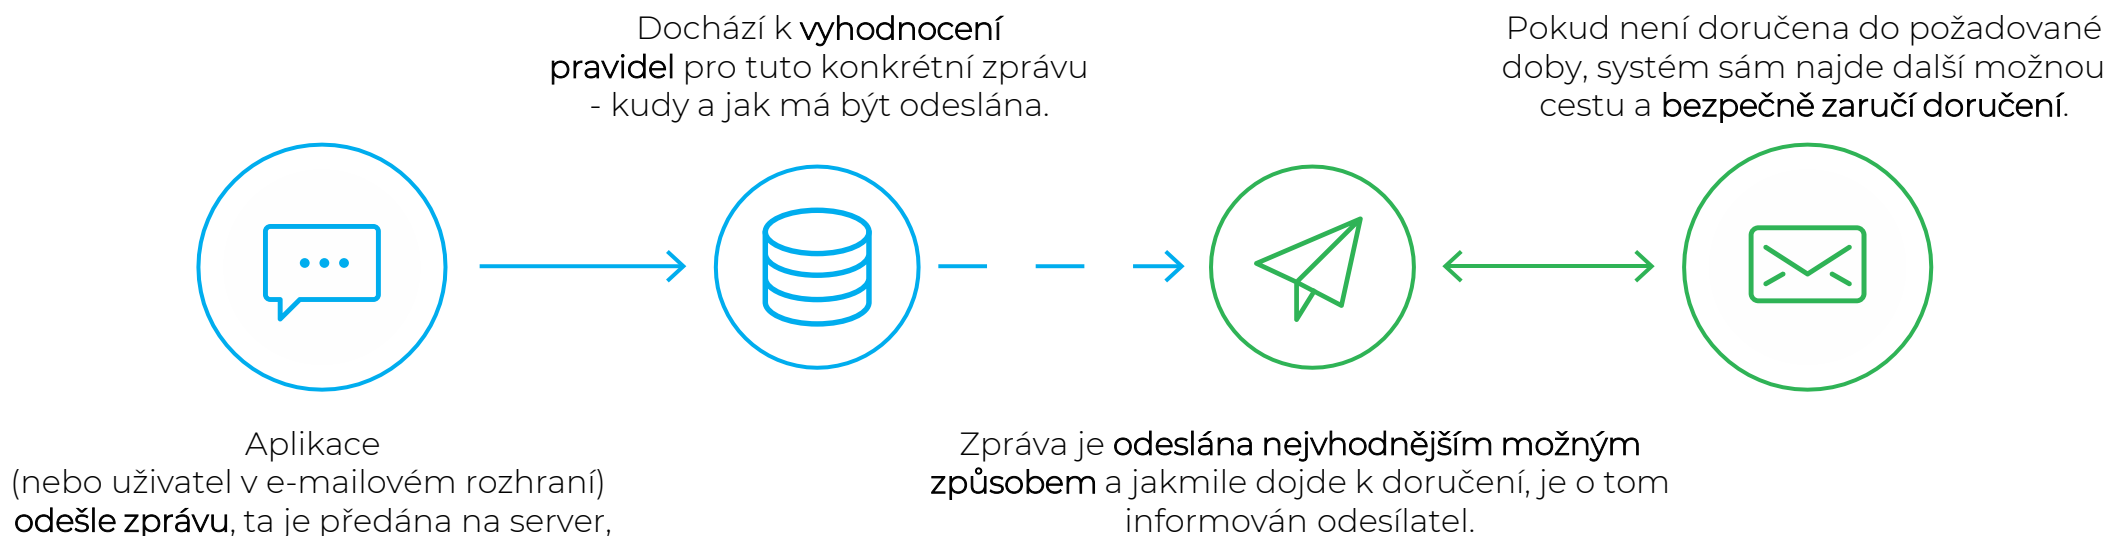 Dochází k vyhodnocení
pravidel pro tuto konkrétní zprávu
- kudy a jak má být odeslána.
Pokud není doručena do požadované
doby, systém sám najde další možnou
cestu a bezpečně zaručí doručení.
Aplikace
(nebo uživatel v e-mailovém rozhraní)
odešle zprávu, ta je předána na server,
Zpráva je odeslána nejvhodnějším možným
způsobem a jakmile dojde k doručení, je o tom
informován odesílatel.